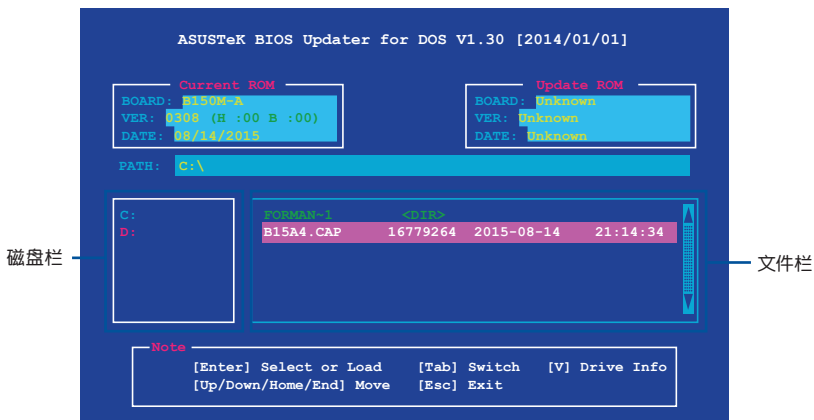 ASUSTeK BIOS Updater for DOS V1.30 [2014/01/01]
Current ROM
BOARD: B150M-A
VER: 0308 (H :00 B :00)
DATE: 08/14/2015
Update ROM
BOARD: Unknown
VER: Unknown
DATE: Unknown
PATH: C:\
C:
D:
FORMAN~1 <DIR>
B15A4.CAP 16779264 2015-08-14 21:14:34
磁盘栏
文件栏
Note
[Enter] Select or Load [Tab] Switch [V] Drive Info
[Up/Down/Home/End] Move [Esc] Exit